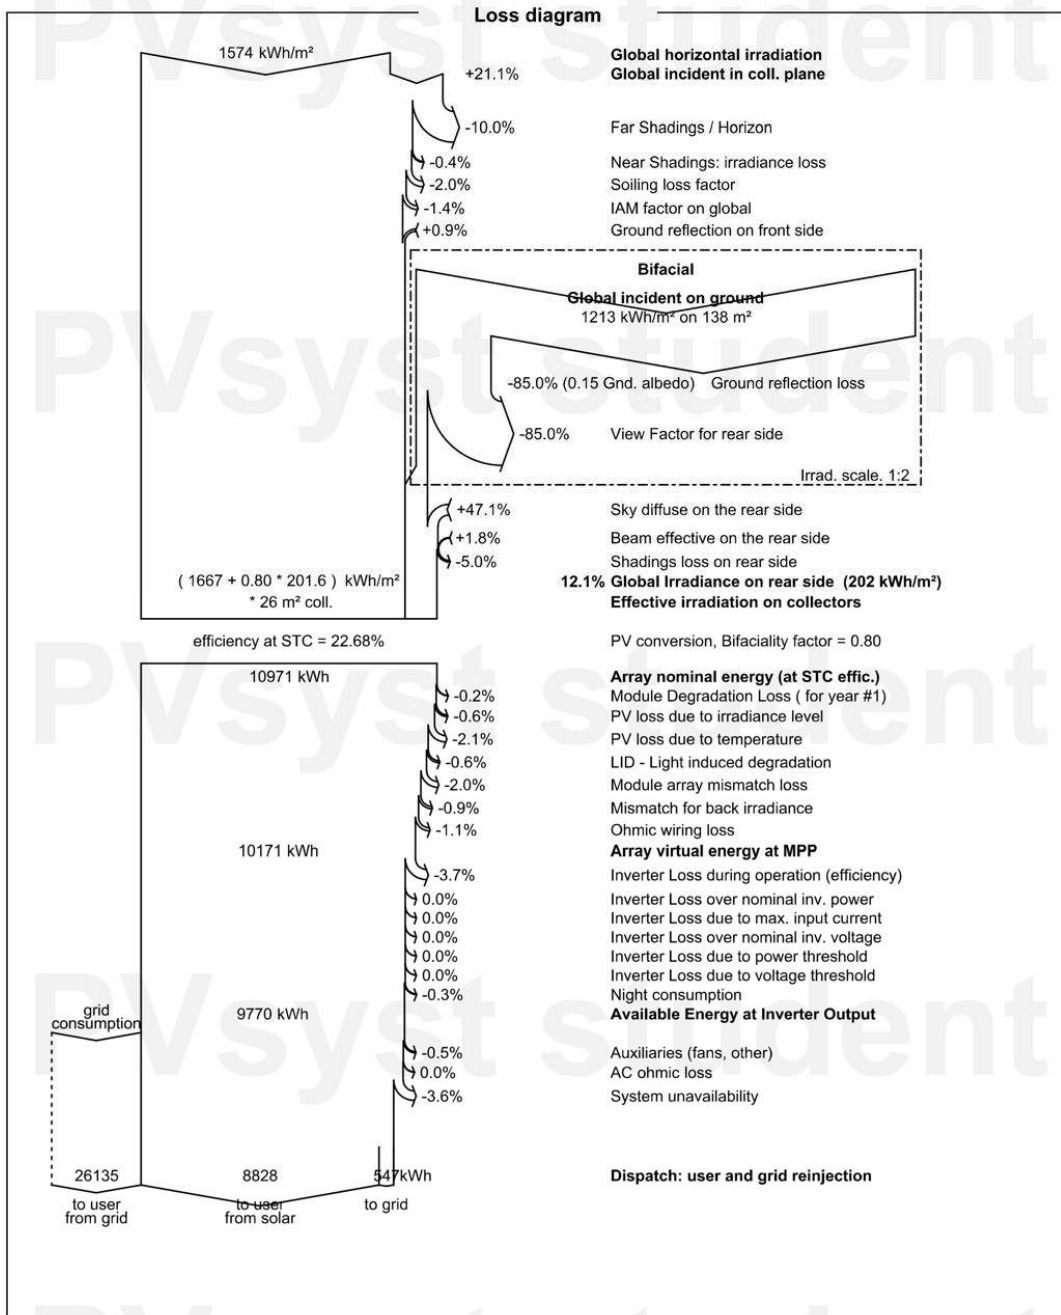 Loss diagram
1574 kWh/m²
Global horizontal irradiation
+21.1% Global incident in coll. plane
-10.0% Far Shadings / Horizon
-0.4% Near Shadings: irradiance loss
-2.0% Soiling loss factor
-1.4% IAM factor on global
+0.9% Ground reflection on front side
Bifacial
Global incident on ground
1213 kWh/m² on 138 m²
-85.0% (0.15 Gnd. albedo) Ground reflection loss
-85.0% View Factor for rear side
Irrad. scale. 1:2
+47.1% Sky diffuse on the rear side
+1.8% Beam effective on the rear side
-5.0% Shadings loss on rear side
( 1667 + 0.80 * 201.6 ) kWh/m² 12.1% Global Irradiance on rear side (202 kWh/m²)
* 26 m² coll. Effective irradiation on collectors
efficiency at STC = 22.68% PV conversion, Bifaciality factor = 0.80
10971 kWh Array nominal energy (at STC effic.)
-0.2% Module Degradation Loss ( for year #1)
-0.6% PV loss due to irradiance level
-2.1% PV loss due to temperature
-0.6% LID - Light induced degradation
-2.0% Module array mismatch loss
-0.9% Mismatch for back irradiance
-1.1% Ohmic wiring loss
10171 kWh Array virtual energy at MPP
-3.7% Inverter Loss during operation (efficiency)
0.0% Inverter Loss over nominal inv. power
0.0% Inverter Loss due to max. input current
0.0% Inverter Loss over nominal inv. voltage
0.0% Inverter Loss due to power threshold
0.0% Inverter Loss due to voltage threshold
-0.3% Night consumption
grid
consumption
9770 kWh Available Energy at Inverter Output
-0.5% Auxiliaries (fans, other)
0.0% AC ohmic loss
-3.6% System unavailability
26135 8828 547kWh Dispatch: user and grid reinjection
to user
from grid
to user
from solar
to grid
PVsyst student
PVsyst student
PVsyst student
PVsyst student